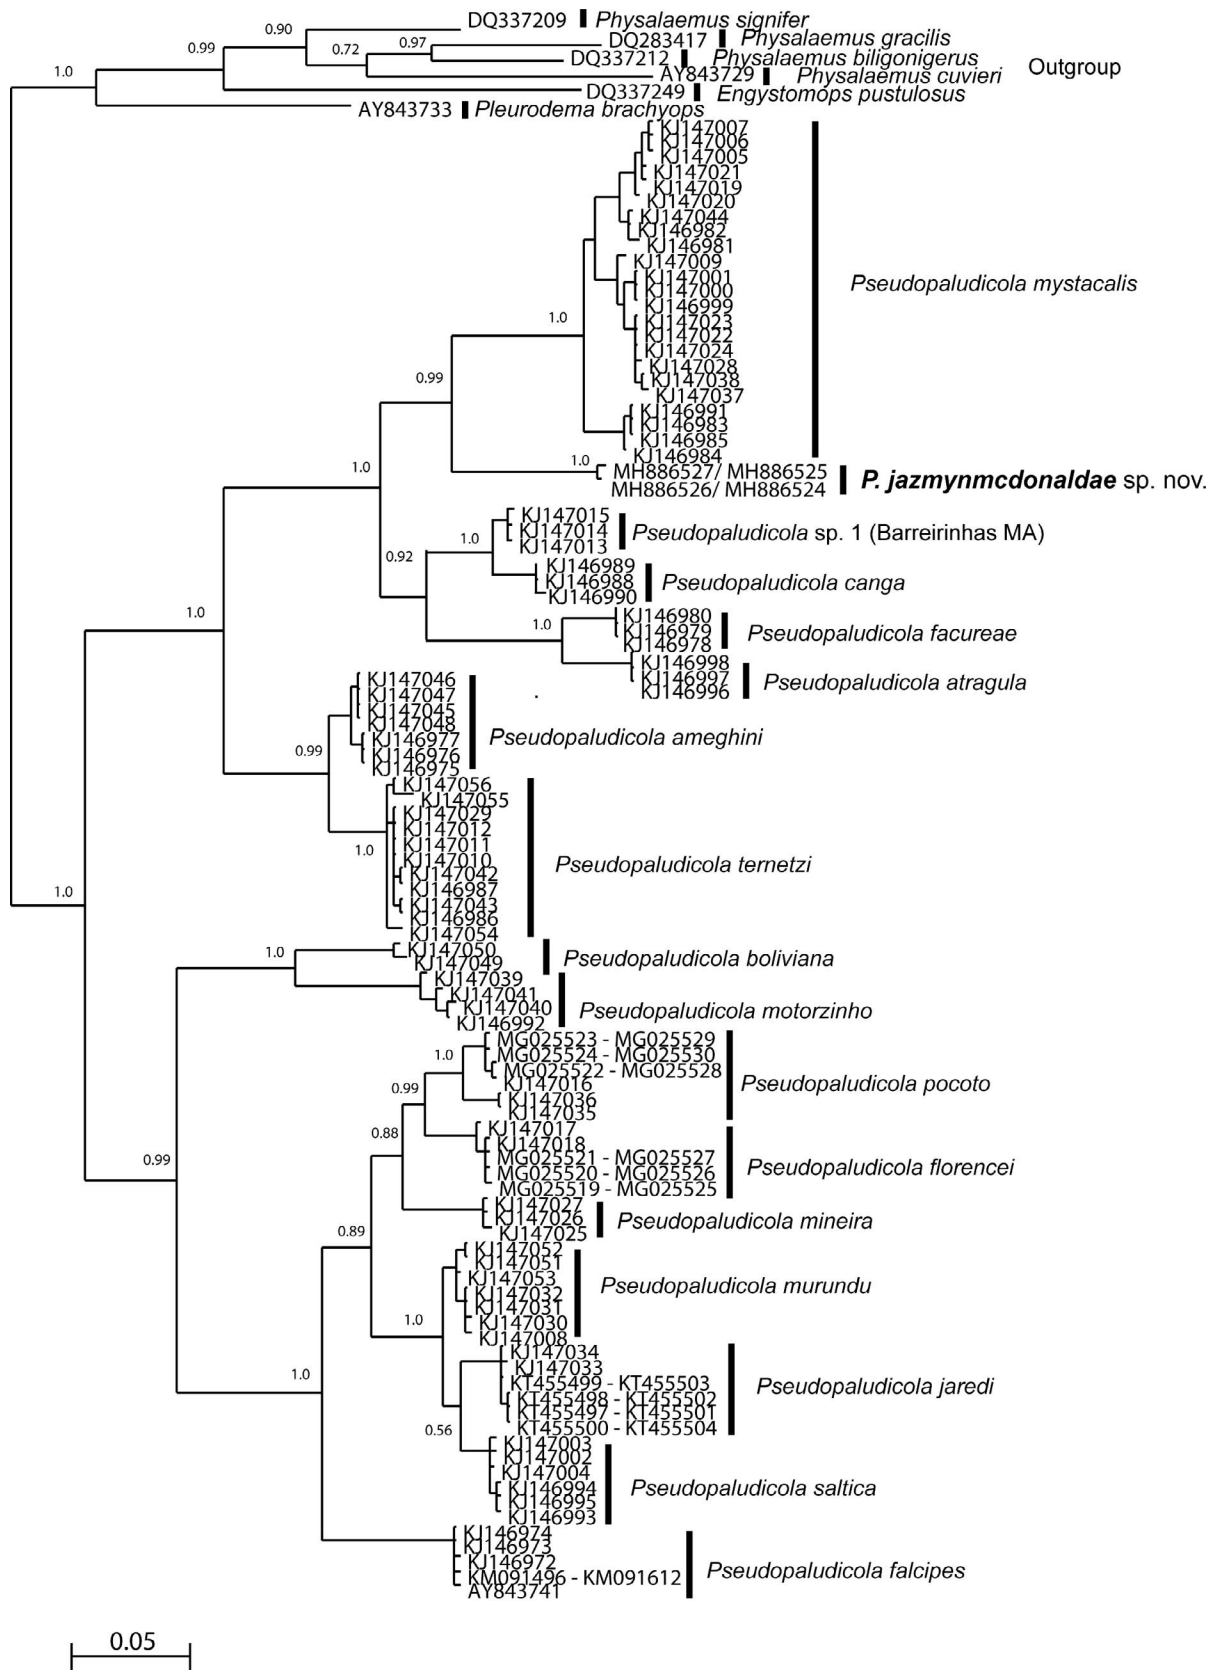 DQ337209 Physalaemus signifer
0.90
DQ283417 Physalaemus gracilis
0.97
0.99
0.72
DQ337212 Physalaemus biligonigerus
Outgroup
1.0
AY843729 Physalaemus cuvieri
DQ337249 Engystomops pustulosus
AY843733 Pleurodema brachyops
KJ147007
KJ147006
KJ147005
KJ147021
KJ147019
KJ147020
KJ147044
KJ146982
KJ146981
KJ147009
KJ147001
KJ147000
Pseudopaludicola mystacalis
KJ146999
1.0
KJ147023
KJ147022
KJ147024
KJ147028
0.99
KJ147038
KJ147037
KJ146991
KJ146983
KJ146985
KJ146984
1.0
1.0
MH886527/ MH886525
P. jazmynmcdonaldae sp. nov.
MH886526/ MH886524
KJ147015
KJ147014
Pseudopaludicola sp. 1 (Barreirinhas MA)
1.0
KJ147013
0.92
KJ146989
KJ146988
Pseudopaludicola canga
KJ146990
1.0
KJ146980
1.0
KJ146979
Pseudopaludicola facureae
KJ146978
KJ146998
KJ146997
Pseudopaludicola atragula
KJ146996
KJ147046
KJ147047
KJ147045
KJ147048
Pseudopaludicola ameghini
0.99
KJ146977
KJ146976
KJ146975
KJ147056
KJ147055
KJ147029
KJ147012
KJ147011
1.0
KJ147010
Pseudopaludicola ternetzi
KJ147042
KJ146987
1.0
KJ147043
KJ146986
KJ147054
1.0
KJ147050
Pseudopaludicola boliviana
KJ147049
KJ147039
KJ147041
KJ147040
Pseudopaludicola motorzinho
KJ146992
MG025523 - MG025529
1.0
MG025524 - MG025530
MG025522 - MG025528
Pseudopaludicola pocoto
KJ147016
0.99
KJ147036
KJ147035
KJ147017
0.88
KJ147018
MG025521 - MG025527
0.99
Pseudopaludicola florencei
MG025520 - MG025526
MG025519 - MG025525
KJ147027
KJ147026
Pseudopaludicola mineira
0.89
KJ147025
KJ147052
KJ147051
KJ147053
Pseudopaludicola murundu
KJ147032
KJ147031
1.0
KJ147030
KJ147008
KJ147034
KJ147033
1.0
KT455499 - KT455503
Pseudopaludicola jaredi
KT455498 - KT455502
KT455497 - KT455501
0.56
KT455500 - KT455504
KJ147003
KJ147002
KJ147004
Pseudopaludicola saltica
KJ146994
KJ146995
KJ146993
KJ146974
KJ146973
KJ146972
Pseudopaludicola falcipes
KM091496 - KM091612
AY843741
0.05